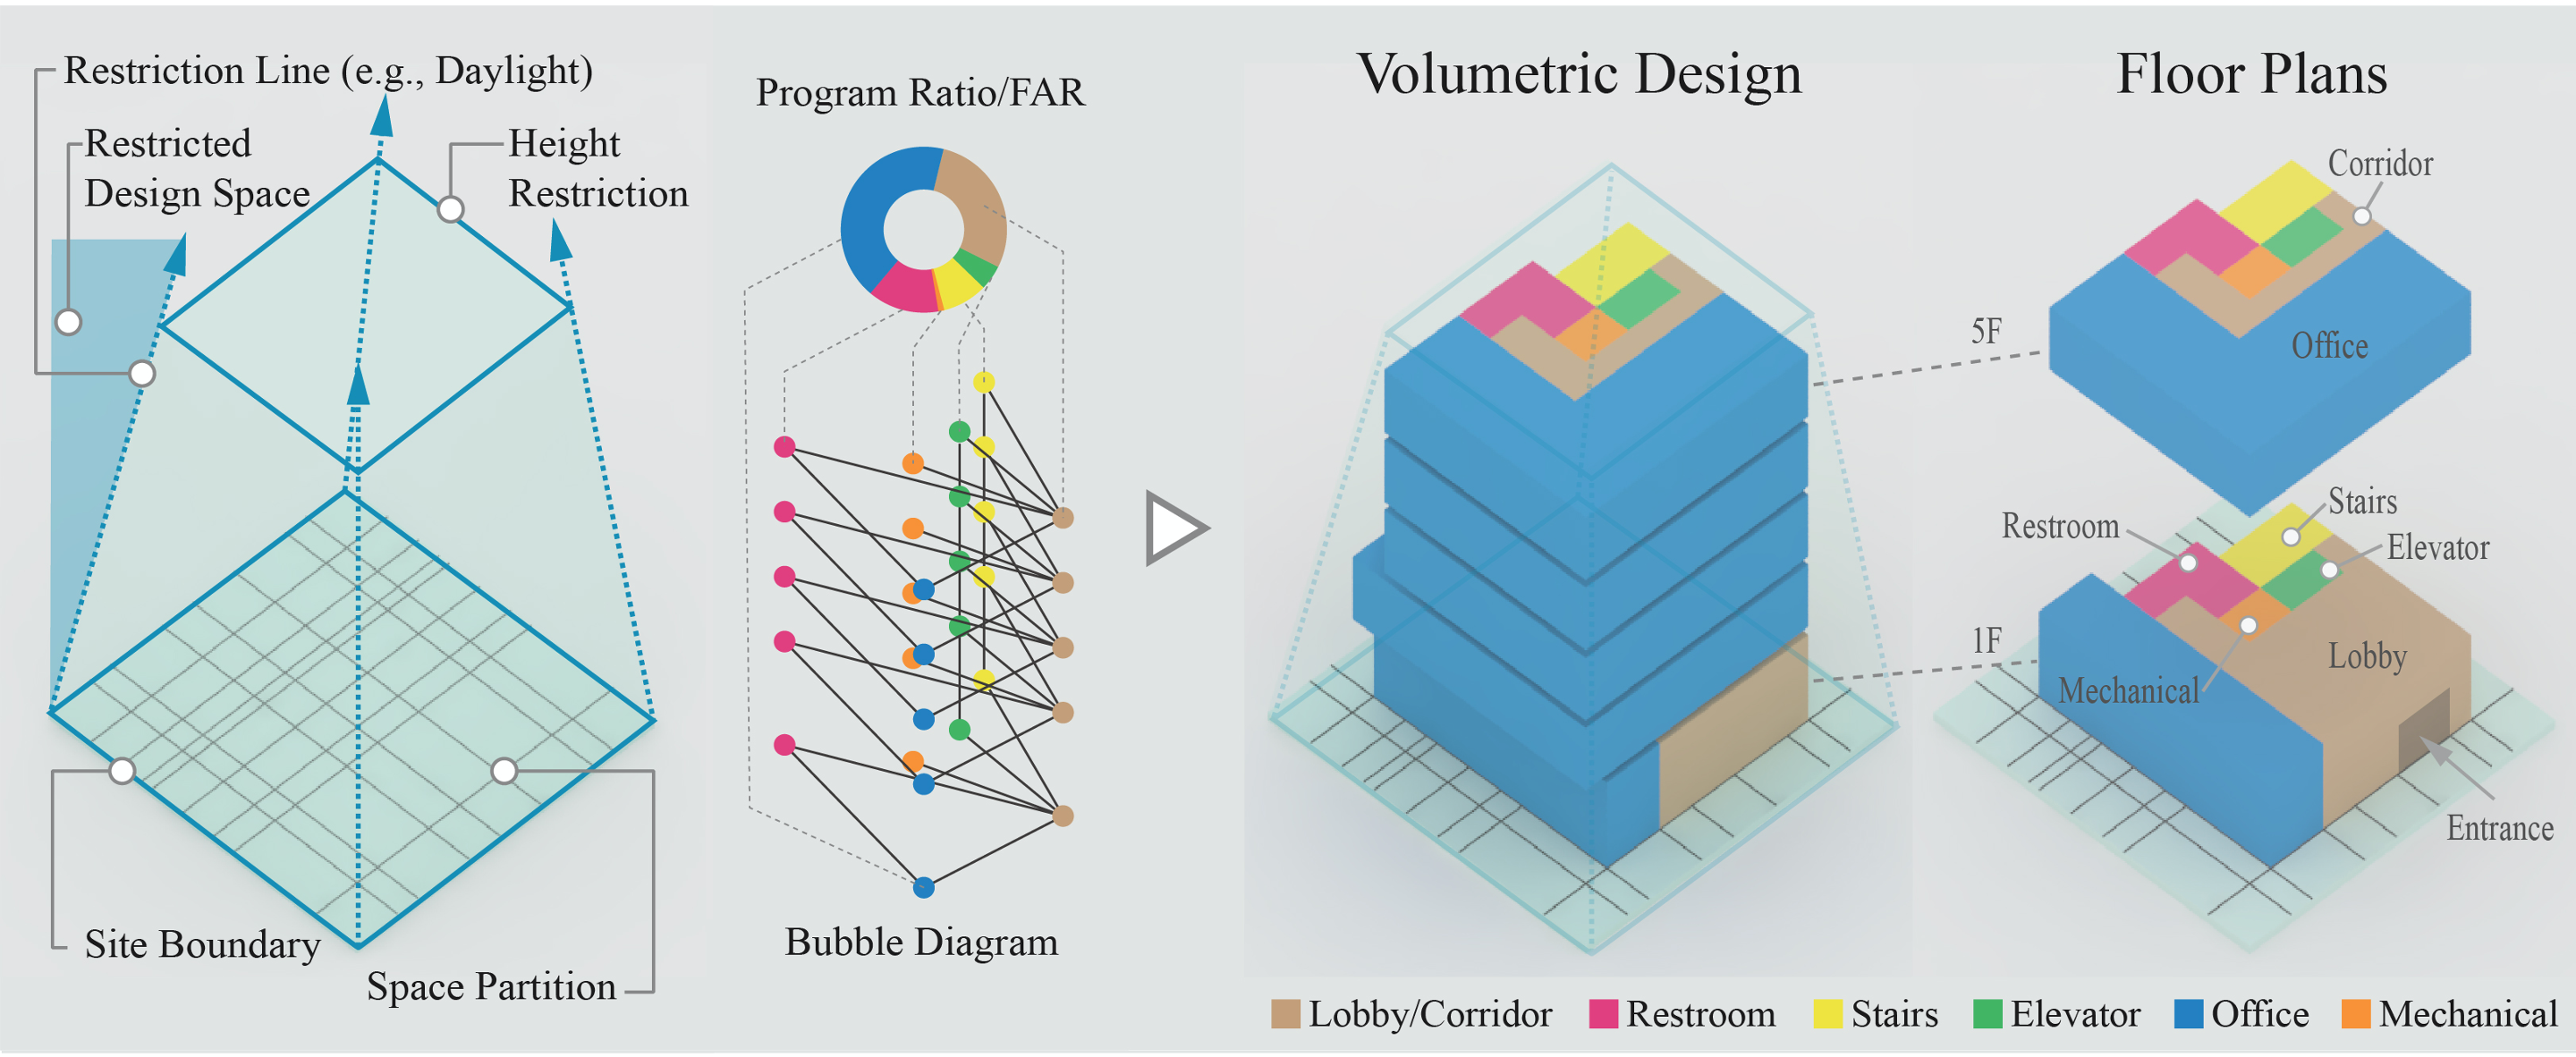 Restriction Line (e.g., Daylight)
Restricted
Design Space
Height
Restriction
Site Boundary
Space Partition
Program Ratio/FAR
Bubble Diagram
Volumetric Design
Floor Plans
Corridor
5F
Office
Stairs
Restroom
Elevator
1F
Lobby
Mechanical
Entrance
Lobby/Corridor
Restroom
Stairs
Elevator
Office
Mechanical